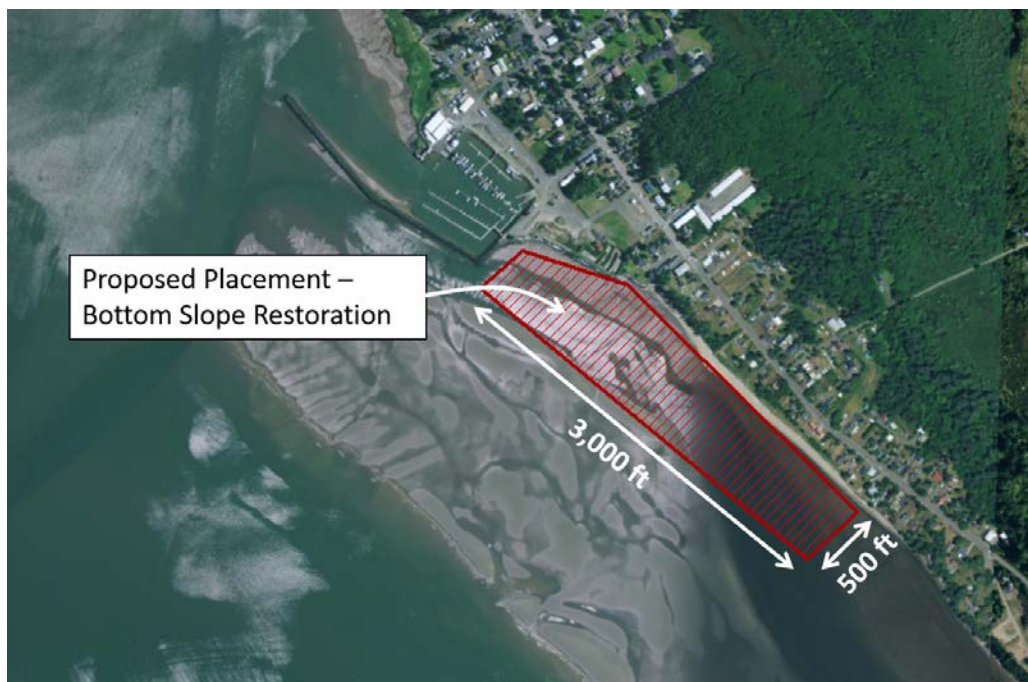 Proposed Placement –
Bottom Slope Restoration
3,000 ft
500 ft